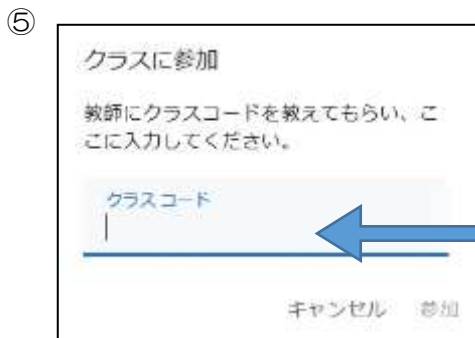 ⑤
クラスに参加
教師にクラスコードを教えてもらい、こ
こに入力してください。
クラスコード
キャンセル 参加